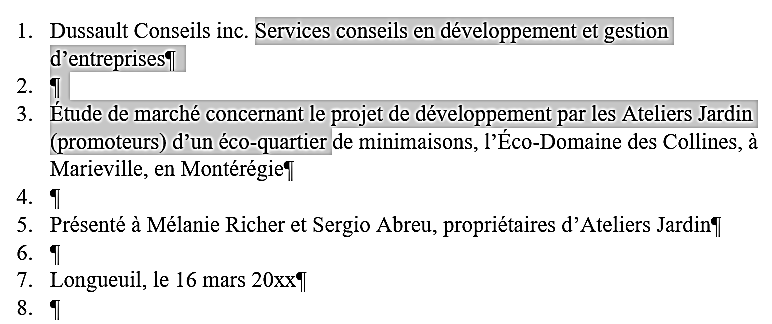 1. Dussault Conseils inc. Services conseils en développement et gestion
d’entreprises¶
2. ¶
3. Étude de marché concernant le projet de développement par les Ateliers Jardin
(promoteurs) d’un éco-quartier de minimaisons, l’Éco-Domaine des Collines, à
Marieville, en Montérégie¶
4. ¶
5. Présenté à Mélanie Richer et Sergio Abreu, propriétaires d’Ateliers Jardin¶
6. ¶
7. Longueuil, le 16 mars 20xx¶
8. ¶